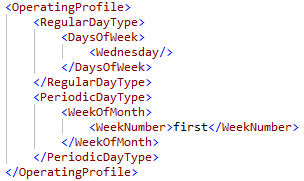 <OperatingProfile>
<RegularDayType>
<DaysOfWeek>
<Wednesday/>
</DaysOfWeek>
</RegularDayType>
<PeriodicDayType>
<WeekOfMonth>
<WeekNumber>first</WeekNumber>
</WeekOfMonth>
</PeriodicDayType>
</OperatingProfile>